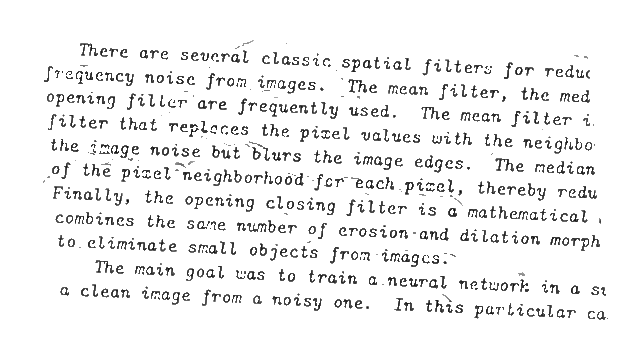 There are several classic spatial filters for reduc
frequency noise from images. The mean filter, the med
opening filter are frequently used. The mean filter i
filter that replaces the pixel values with the neighbo
the image noise but blurs the image edges. The median
of the pixel neighborhood for each pixel, thereby redu
Finally, the opening closing filter is a mathematical
combines the same number of erosion and dilation morph
to eliminate small objects from images.
The main goal was to train a neural network in a su
a clean image from a noisy one. In this particular ca